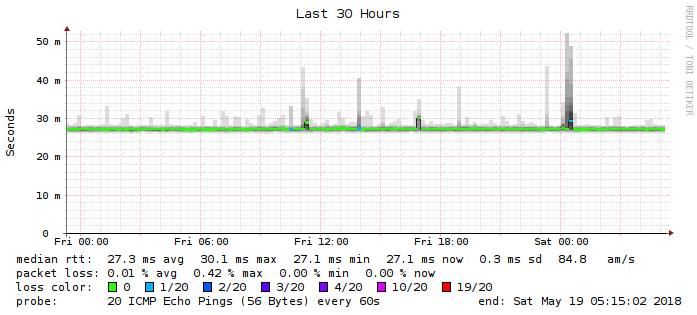 Last 30 Hours
RRDTOOL / TOBI OETIKER
Seconds
50 m
40 m
30 m
20 m
10 m
0
Fri 00:00 Fri 06:00 Fri 12:00 Fri 18:00 Sat 00:00
median rtt: 27.3 ms avg 30.1 ms max 27.1 ms min 27.1 ms now 0.3 ms sd 84.8 am/s
packet loss: 0.01 % avg 0.42 % max 0.00 % min 0.00 % now
loss color: 0 1/20 2/20 3/20 4/20 10/20 19/20
probe: 20 ICMP Echo Pings (56 Bytes) every 60s end: Sat May 19 05:15:02 2018